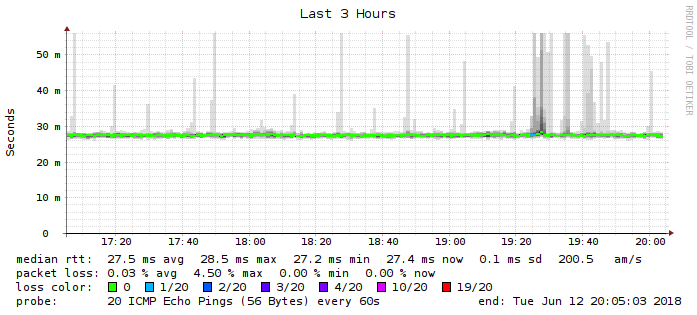 Last 3 Hours
RRDTOOL / TOBI OETIKER
Seconds
50 m
40 m
30 m
20 m
10 m
0
17:20 17:40 18:00 18:20 18:40 19:00 19:20 19:40 20:00
median rtt: 27.5 ms avg 28.5 ms max 27.2 ms min 27.4 ms now 0.1 ms sd 200.5 am/s
packet loss: 0.03 % avg 4.50 % max 0.00 % min 0.00 % now
loss color: 0 1/20 2/20 3/20 4/20 10/20 19/20
probe: 20 ICMP Echo Pings (56 Bytes) every 60s end: Tue Jun 12 20:05:03 2018